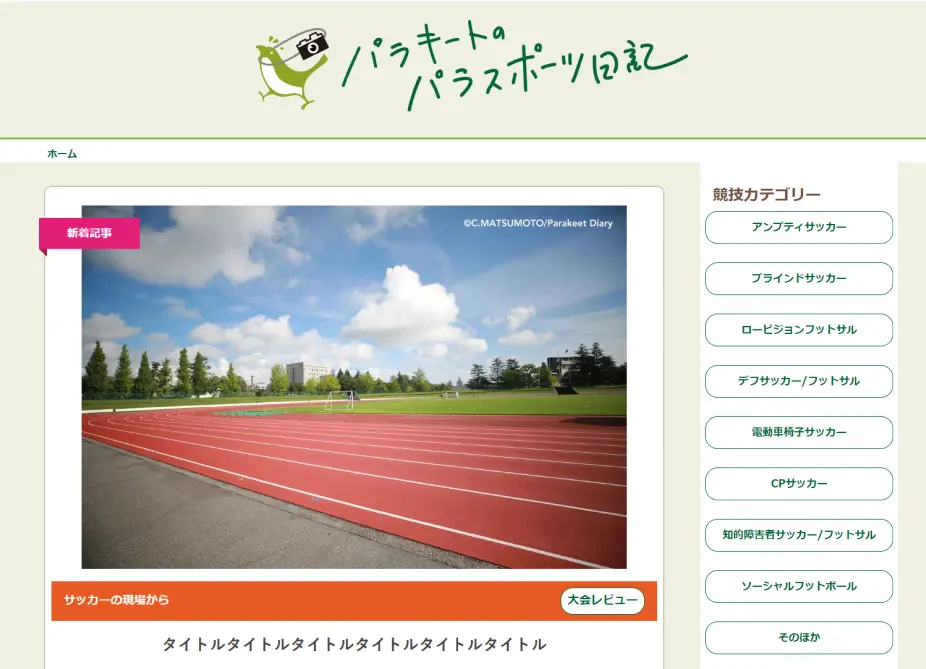 パラキートの
パラスポーツ日記
ホーム
新着記事
©C.MATSUMOTO/Parakeet Diary
サッカーの現場から
大会レビュー
タイトルタイトルタイトルタイトルタイトルタイトル
競技カテゴリー
アンプティサッカー
ブラインドサッカー
ロービジョンフットサル
デフサッカー/フットサル
電動車椅子サッカー
CPサッカー
知的障害者サッカー/フットサル
ソーシャルフットボール
そのほか